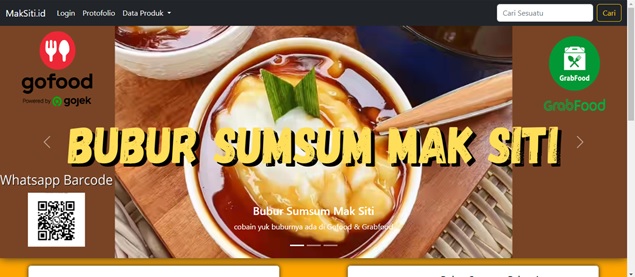 MakSiti.id Login Protofolio Data Produk Cari Sesuatu Cari
gofood
Powered by gojek
GrabFood
GrabFood
BUBUR SUMSUM MAK SITI
Whatsapp Barcode
Bubur Sumsum Mak Siti
cobain yuk buburnya ada di Gofood & Grabfood